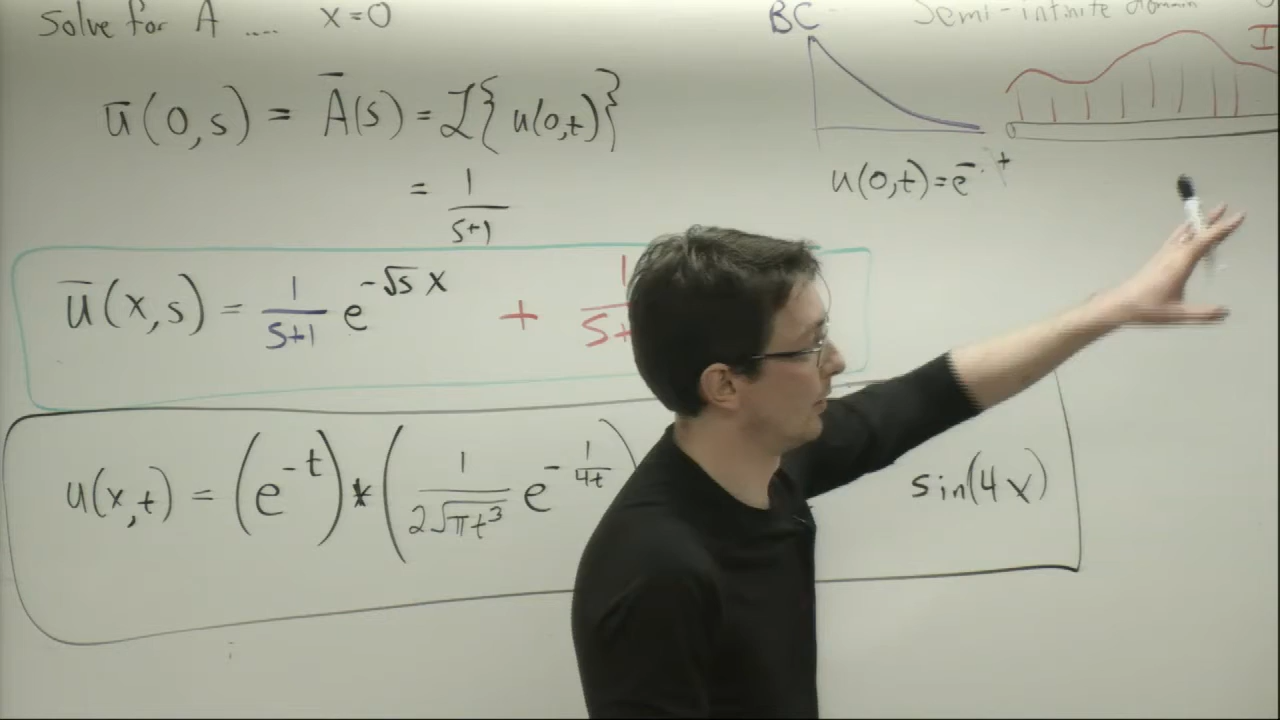 Solve for A .... x=0
BC
Semi-infinite domain
I
ū(0,s) = Ā(s) = ℒ{u(0,t)}
= 1/(s+1)
u(0,t)=e^-t
ū(x,s) = 1/(s+1) e^(-√s x) + 1/(s+
u(x,t) = (e^-t) * (1/(2√(πt³)) e^(-1/(4t))) sin(4x)